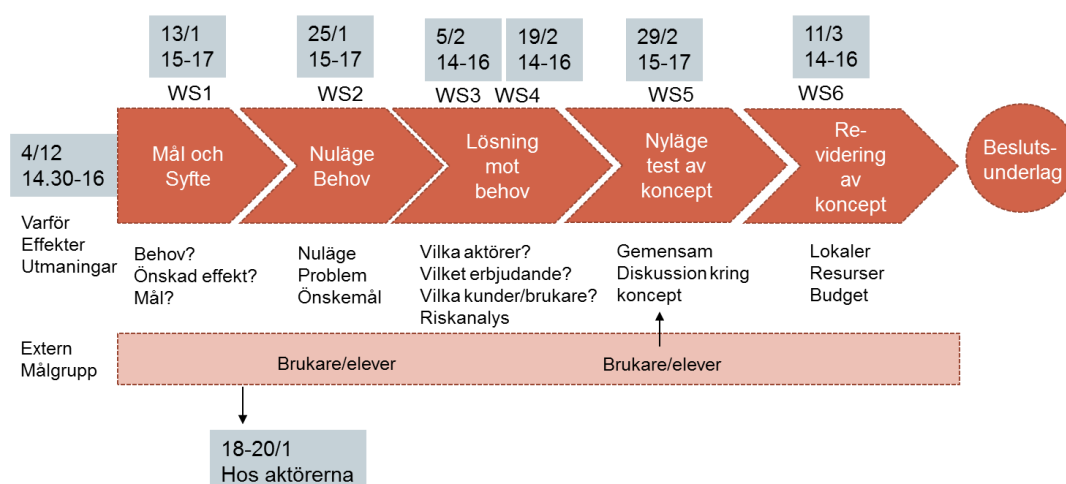 13/1
15-17
25/1
15-17
5/2
14-16
19/2
14-16
29/2
15-17
11/3
14-16
WS1
WS2
WS3
WS4
WS5
WS6
4/12
14.30-16
Mål och
Syfte
Nuläge
Behov
Lösning
mot
behov
Nyläge
test av
koncept
Re-
videring
av
koncept
Besluts-
underlag
Varför
Effekter
Utmaningar
Behov?
Önskad effekt?
Mål?
Nuläge
Problem
Önskemål
Vilka aktörer?
Vilket erbjudande?
Vilka kunder/brukare?
Riskanalys
Gemensam
Diskussion kring
koncept
Lokaler
Resurser
Budget
Extern
Målgrupp
Brukare/elever
Brukare/elever
18-20/1
Hos aktörerna